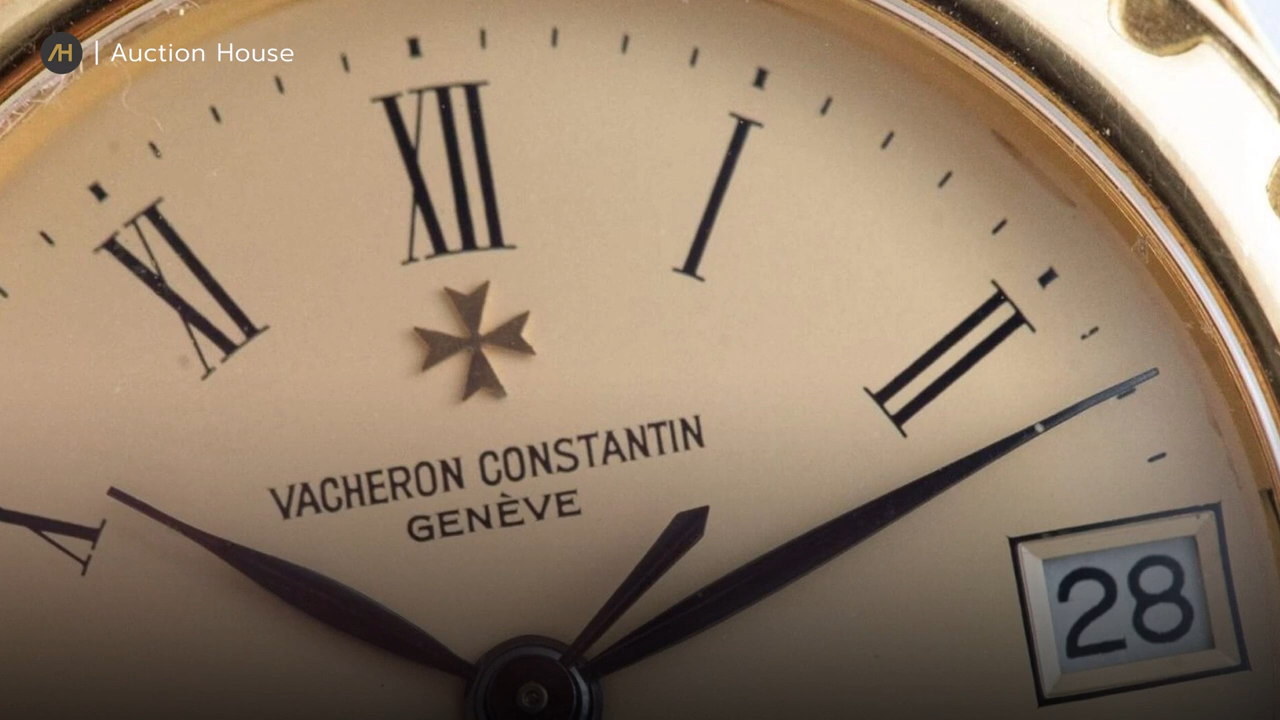 AH | Auction House
XII
I
XI
II
VACHERON CONSTANTIN
GENÈVE
28